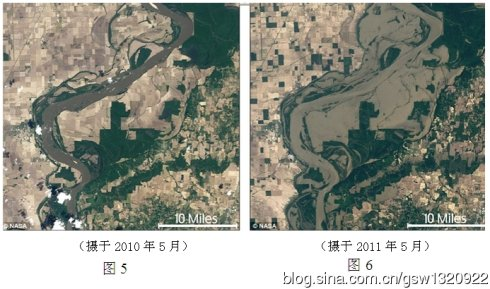 10 Miles
10 Miles
© NASA
© NASA
(摄于 2010 年 5 月)
(摄于 2011 年 5 月)
图 5
图 6
blog.sina.com.cn/gsw1320922